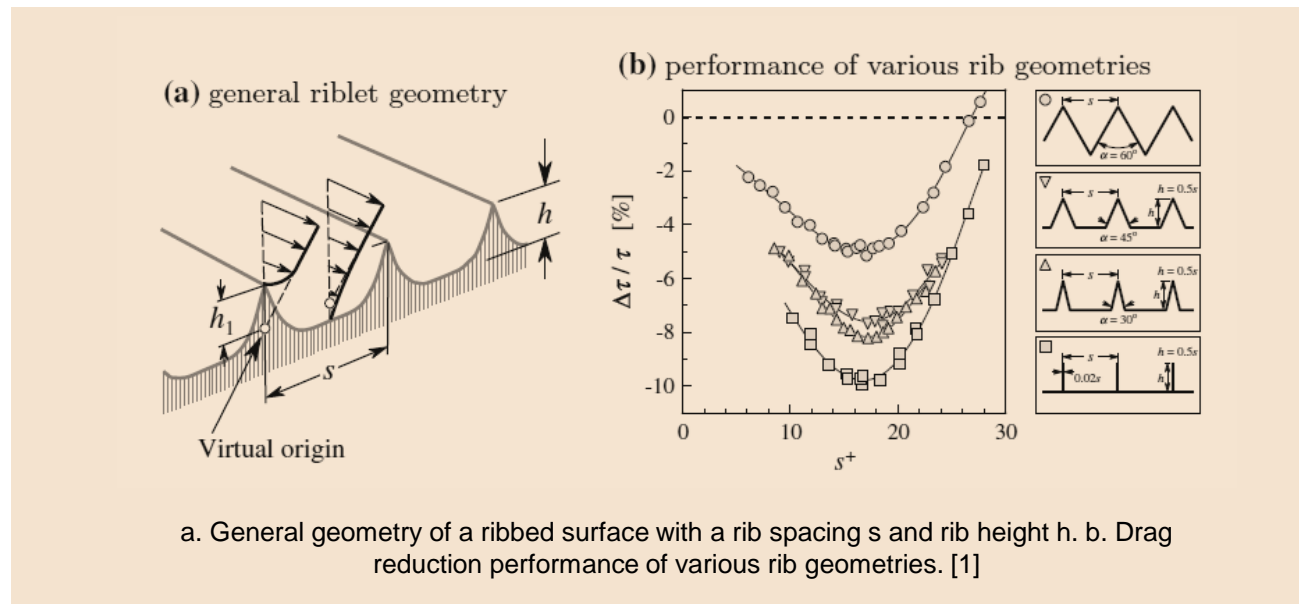 (a) general riblet geometry
h
h1
s
Virtual origin
(b) performance of various rib geometries
0
-2
-4
-6
-8
-10
Δτ / τ [%]
0
10
20
30
s+
s
α = 60°
s
h = 0.5s
h
α = 45°
s
h = 0.5s
h
α = 30°
s
h = 0.5s
0.02s
h
a. General geometry of a ribbed surface with a rib spacing s and rib height h. b. Drag
reduction performance of various rib geometries. [1]